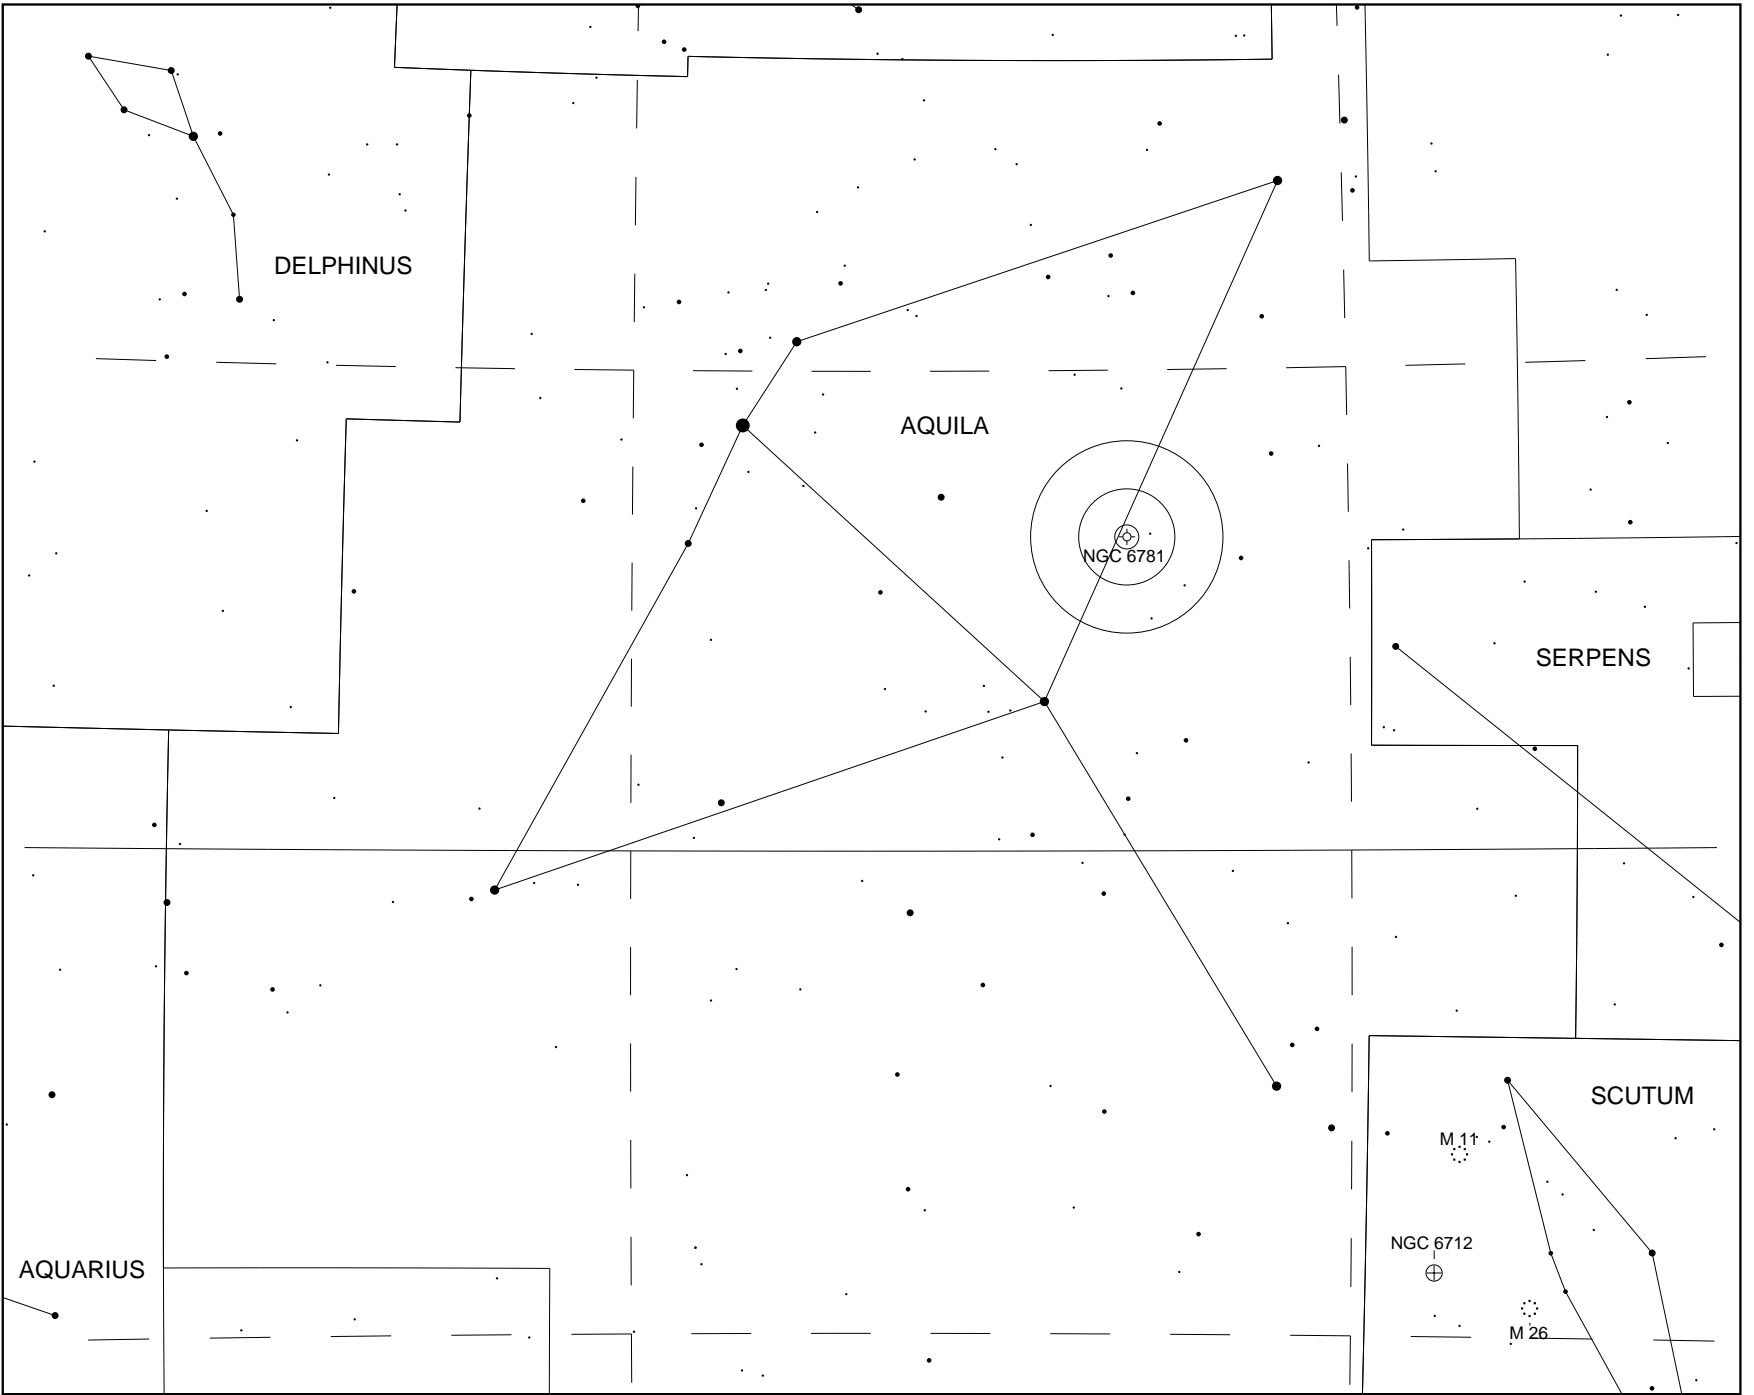 DELPHINUS
AQUILA
NGC 6781
SERPENS
SCUTUM
M 11
NGC 6712
AQUARIUS
M 26